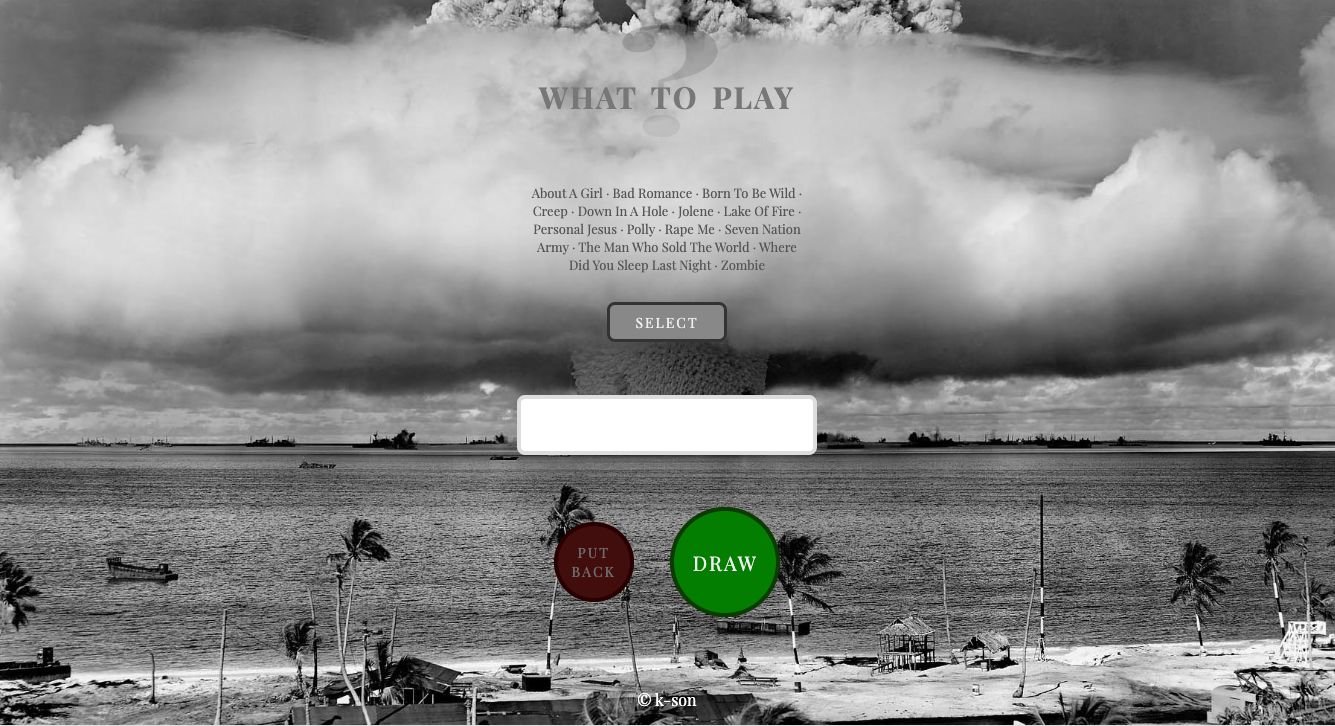 ?
WHAT TO PLAY
About A Girl · Bad Romance · Born To Be Wild ·
Creep · Down In A Hole · Jolene · Lake Of Fire ·
Personal Jesus · Polly · Rape Me · Seven Nation
Army · The Man Who Sold The World · Where
Did You Sleep Last Night · Zombie
SELECT
PUT
BACK
DRAW
© k-son